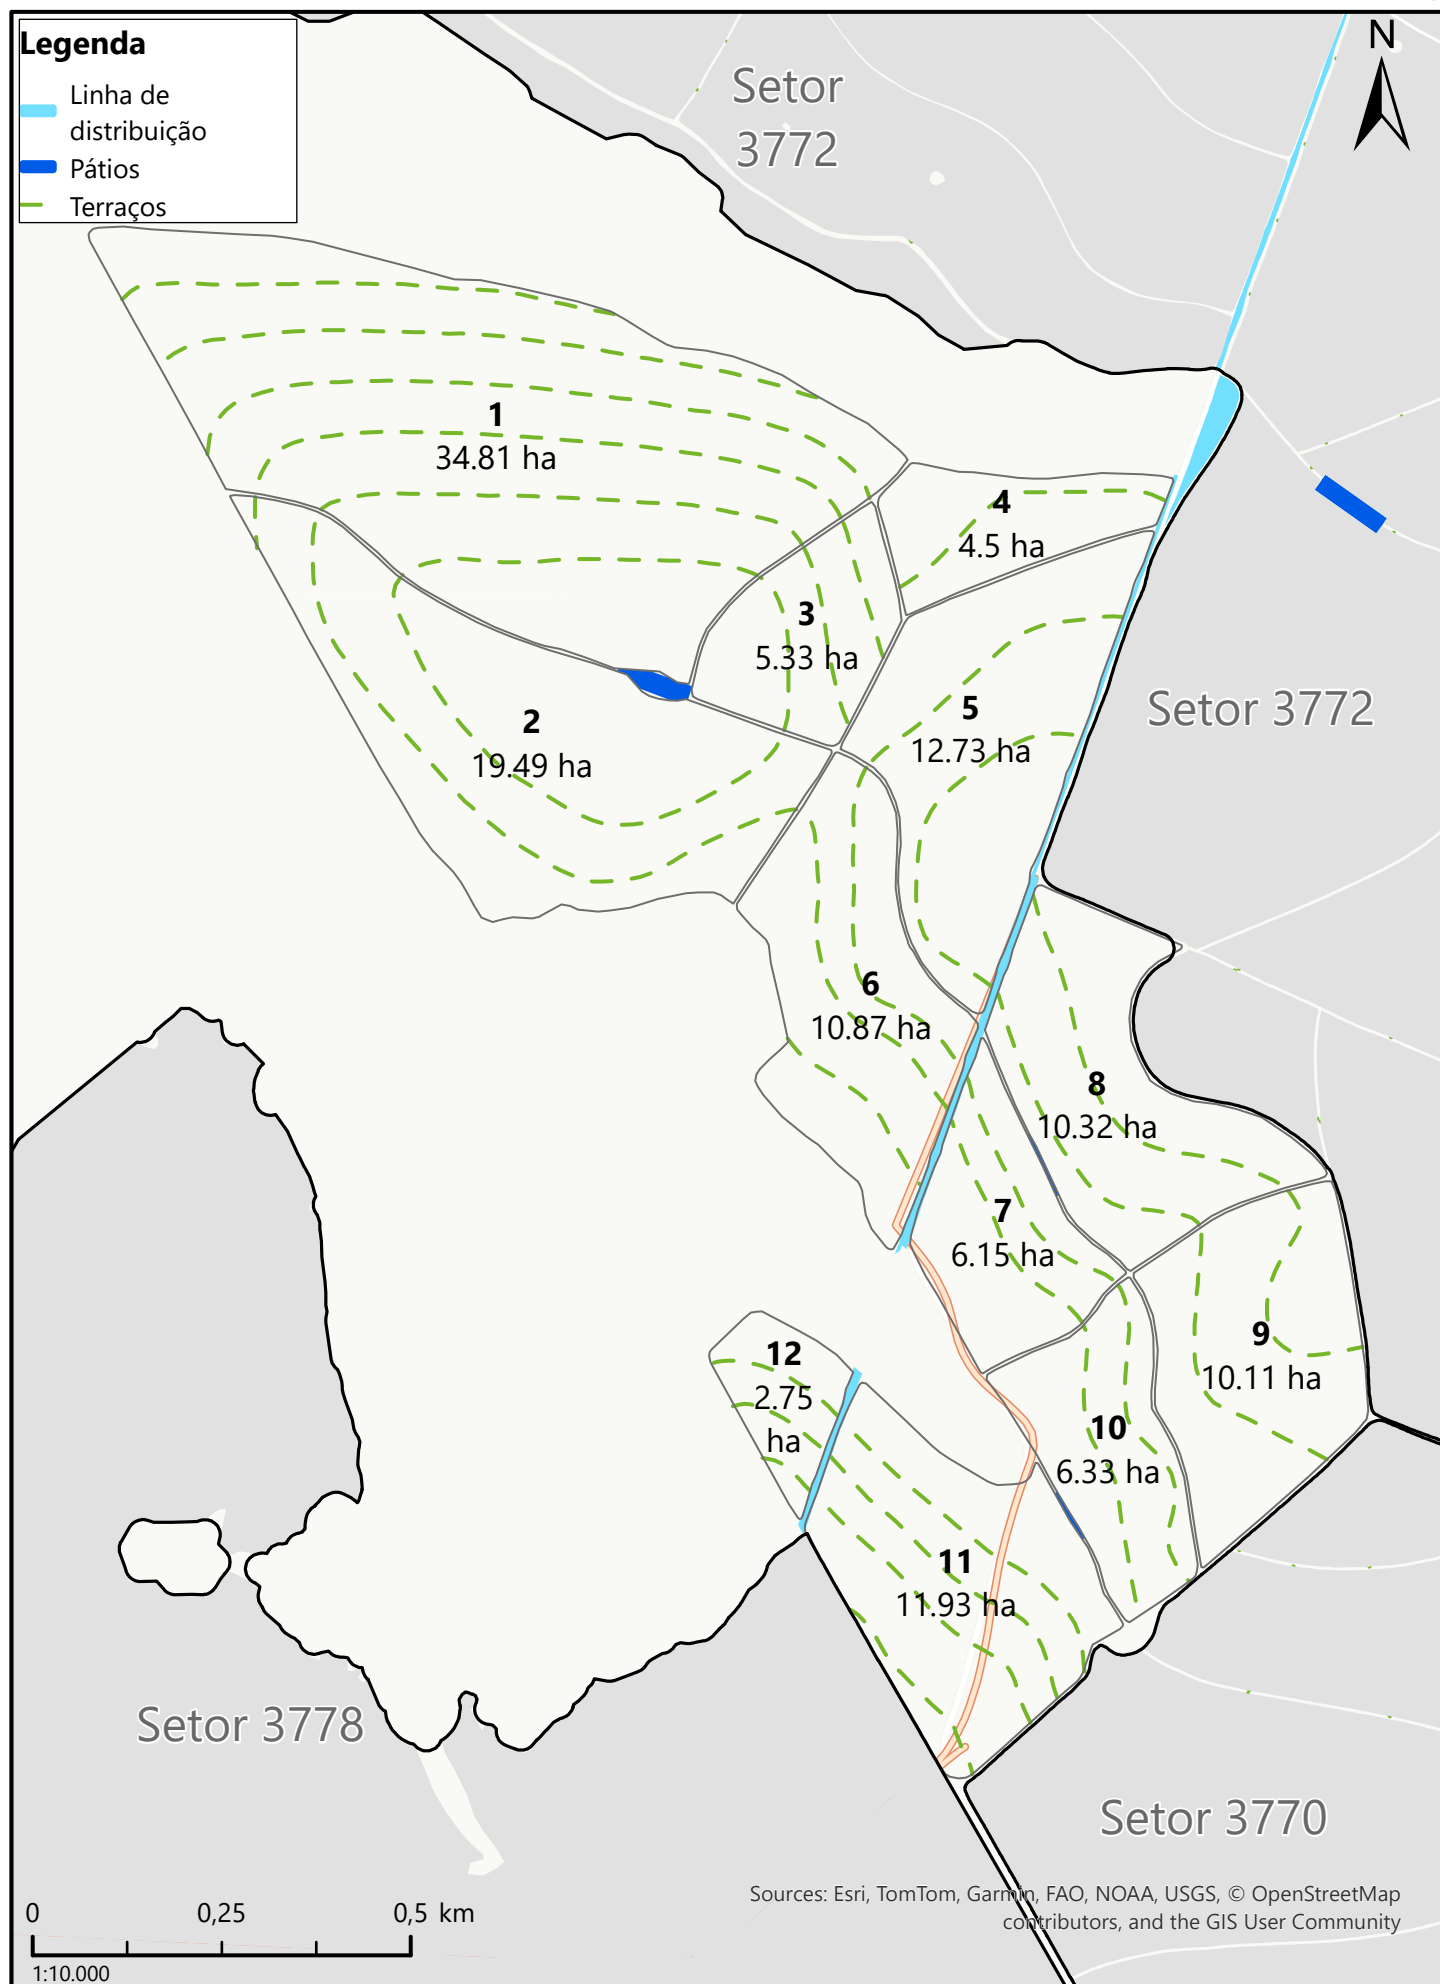 Legenda
Linha de
distribuição
Pátios
Terraços
N
Setor
3772
1
34.81 ha
4
4.5 ha
3
5.33 ha
2
19.49 ha
5
12.73 ha
Setor 3772
6
10.87 ha
8
10.32 ha
7
6.15 ha
9
10.11 ha
12
2.75
ha
10
6.33 ha
11
11.93 ha
Setor 3778
Setor 3770
Sources: Esri, TomTom, Garmin, FAO, NOAA, USGS, © OpenStreetMap
contributors, and the GIS User Community
0 0,25 0,5 km
1:10.000